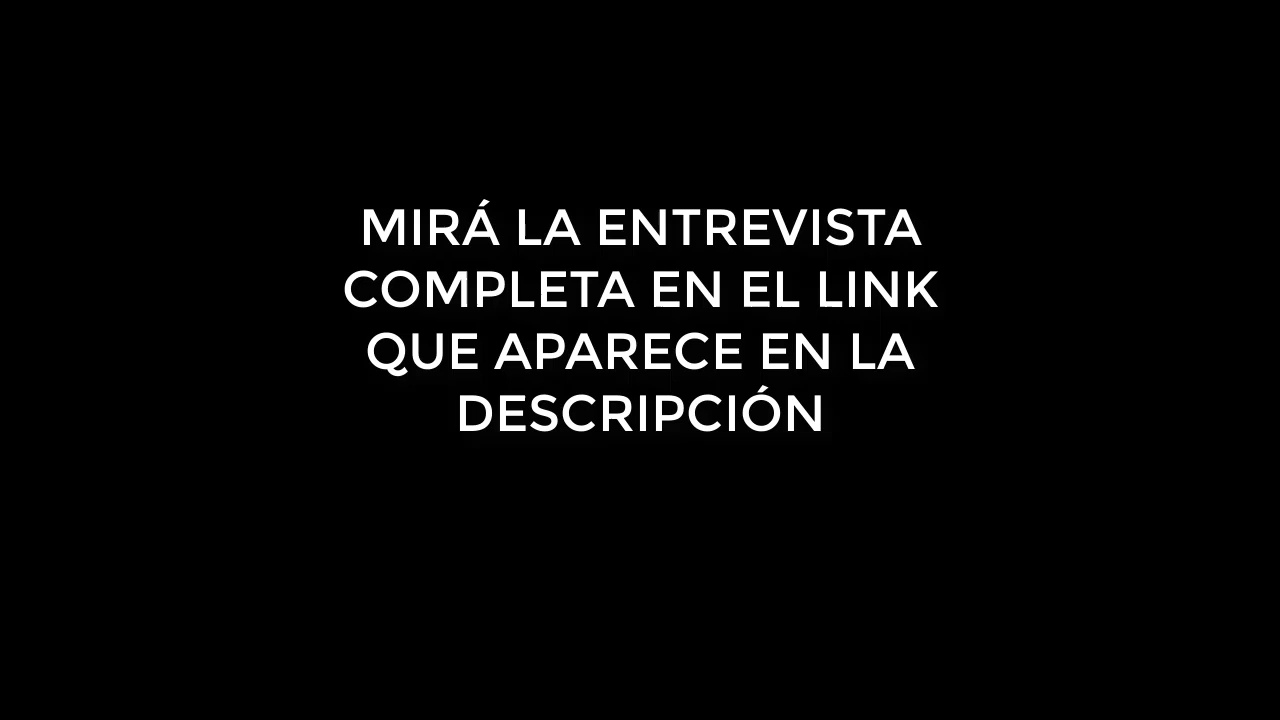 MIRÁ LA ENTREVISTA
COMPLETA EN EL LINK
QUE APARECE EN LA
DESCRIPCIÓN